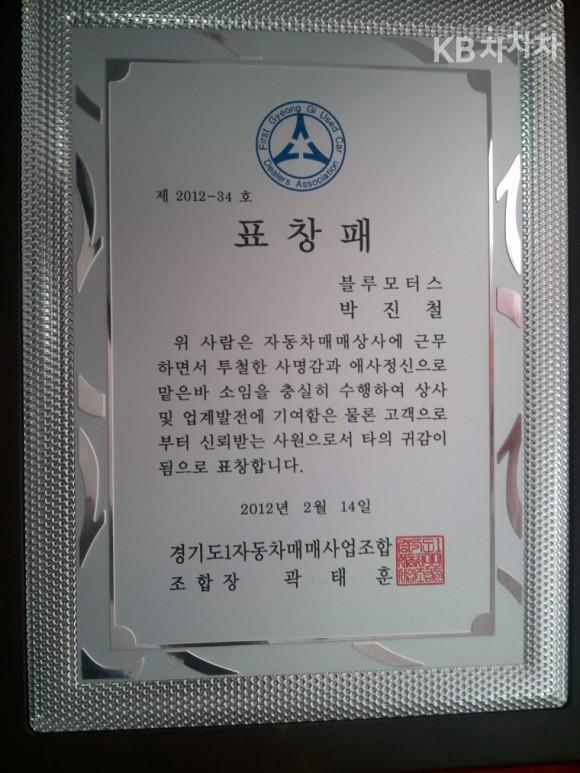 KB차차차
First Gyeong Gi Used Car Dealers Association
제 2012-34 호
표 창 패
블루모터스
박 진 철
위 사람은 자동차매매상사에 근무
하면서 투철한 사명감과 애사정신으로
맡은바 소임을 충실히 수행하여 상사
및 업계발전에 기여함은 물론 고객으로
부터 신뢰받는 사원으로서 타의 귀감이
됨으로 표창합니다.
2012년 2월 14일
경기도1자동차매매사업조합
조 합 장 곽 태 훈